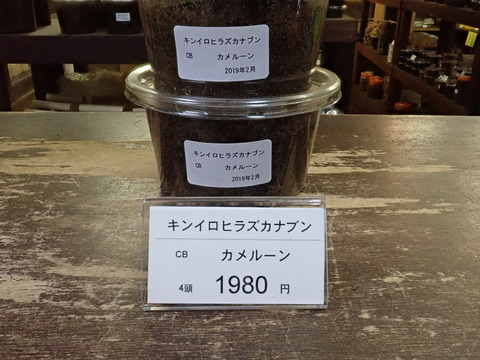 キンイロヒラズカナブン
CB カメルーン
2019年2月
キンイロヒラズカナブン
CB カメルーン
2019年2月
キンイロヒラズカナブン
CB カメルーン
4頭 1980 円